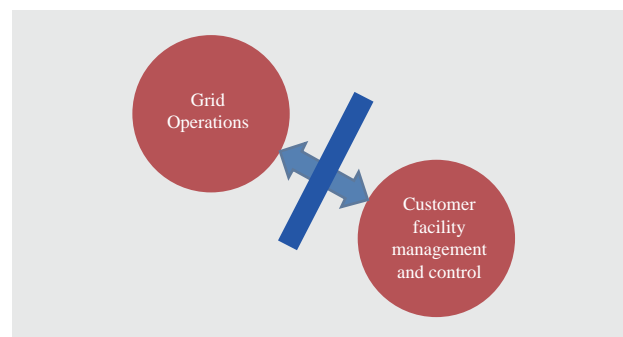 Grid
Operations
Customer
facility
management
and control